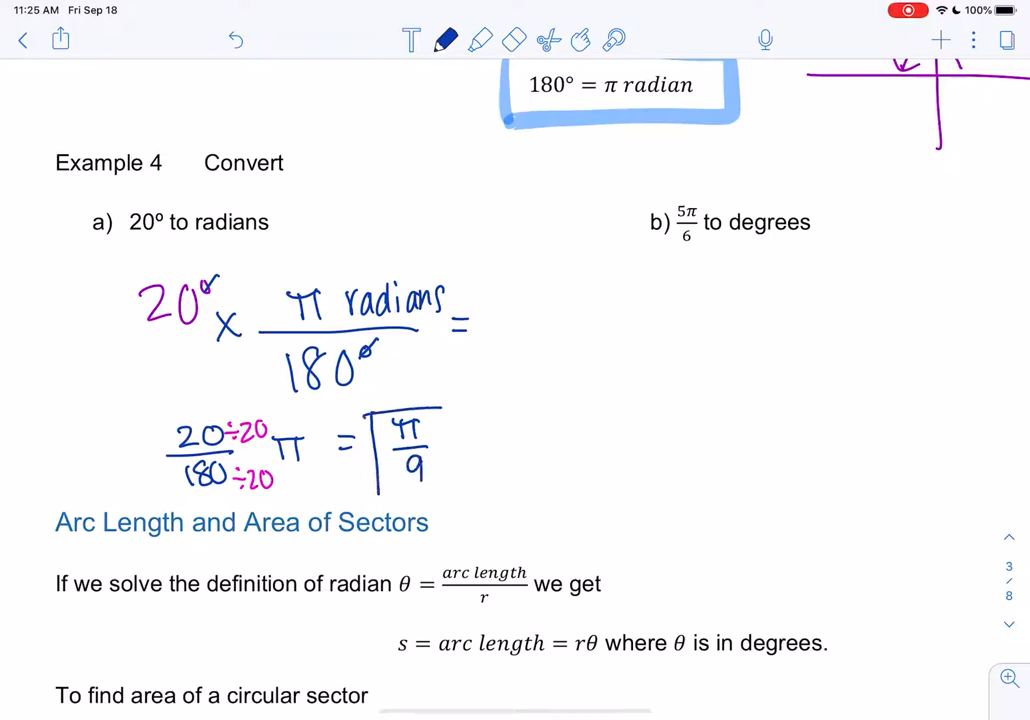 11:25 AM Fri Sep 18 100%
T
180° = π radian
Example 4 Convert
a) 20º to radians
b) 5π/6 to degrees
20° x π radians / 180° =
20 ÷20 / 180 ÷20 π = π/9
Arc Length and Area of Sectors
If we solve the definition of radian θ = arc length / r we get
s = arc length = rθ where θ is in degrees.
To find area of a circular sector
3 / 8